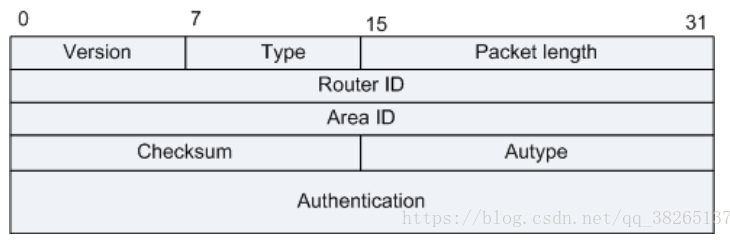 0 7 15 31
Version Type Packet length
Router ID
Area ID
Checksum Autype
Authentication
https://blog.csdn.net/qq_38265137